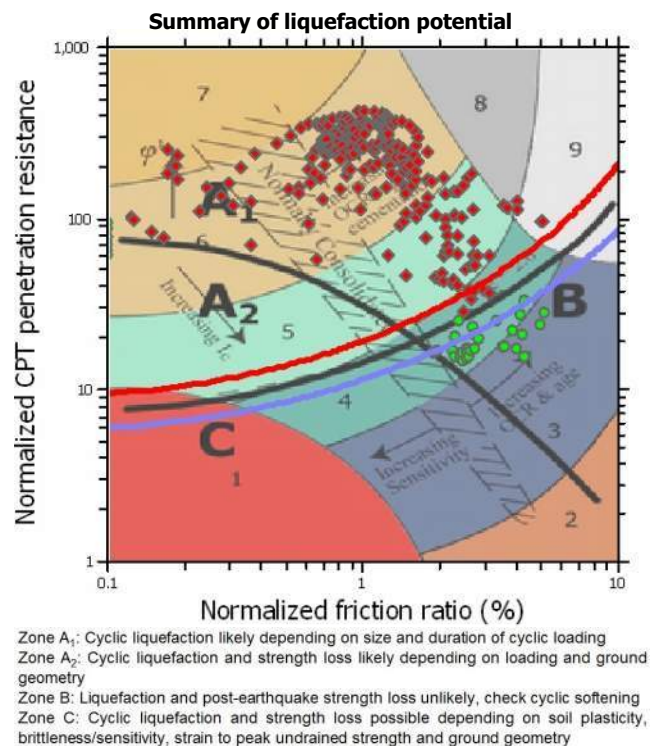 Summary of liquefaction potential
1,000
7
8
9
φ'
A1
Increasing
OCR
cementation
Normally Consolidated
100
6
A2
Increasing IC
5
B
10
4
Increasing
OCR & age
C
3
Increasing
Sensitivity
1
2
1
0.1 1 10
Normalized CPT penetration resistance
Normalized friction ratio (%)
Zone A1: Cyclic liquefaction likely depending on size and duration of cyclic loading
Zone A2: Cyclic liquefaction and strength loss likely depending on loading and ground
geometry
Zone B: Liquefaction and post-earthquake strength loss unlikely, check cyclic softening
Zone C: Cyclic liquefaction and strength loss possible depending on soil plasticity,
brittleness/sensitivity, strain to peak undrained strength and ground geometry